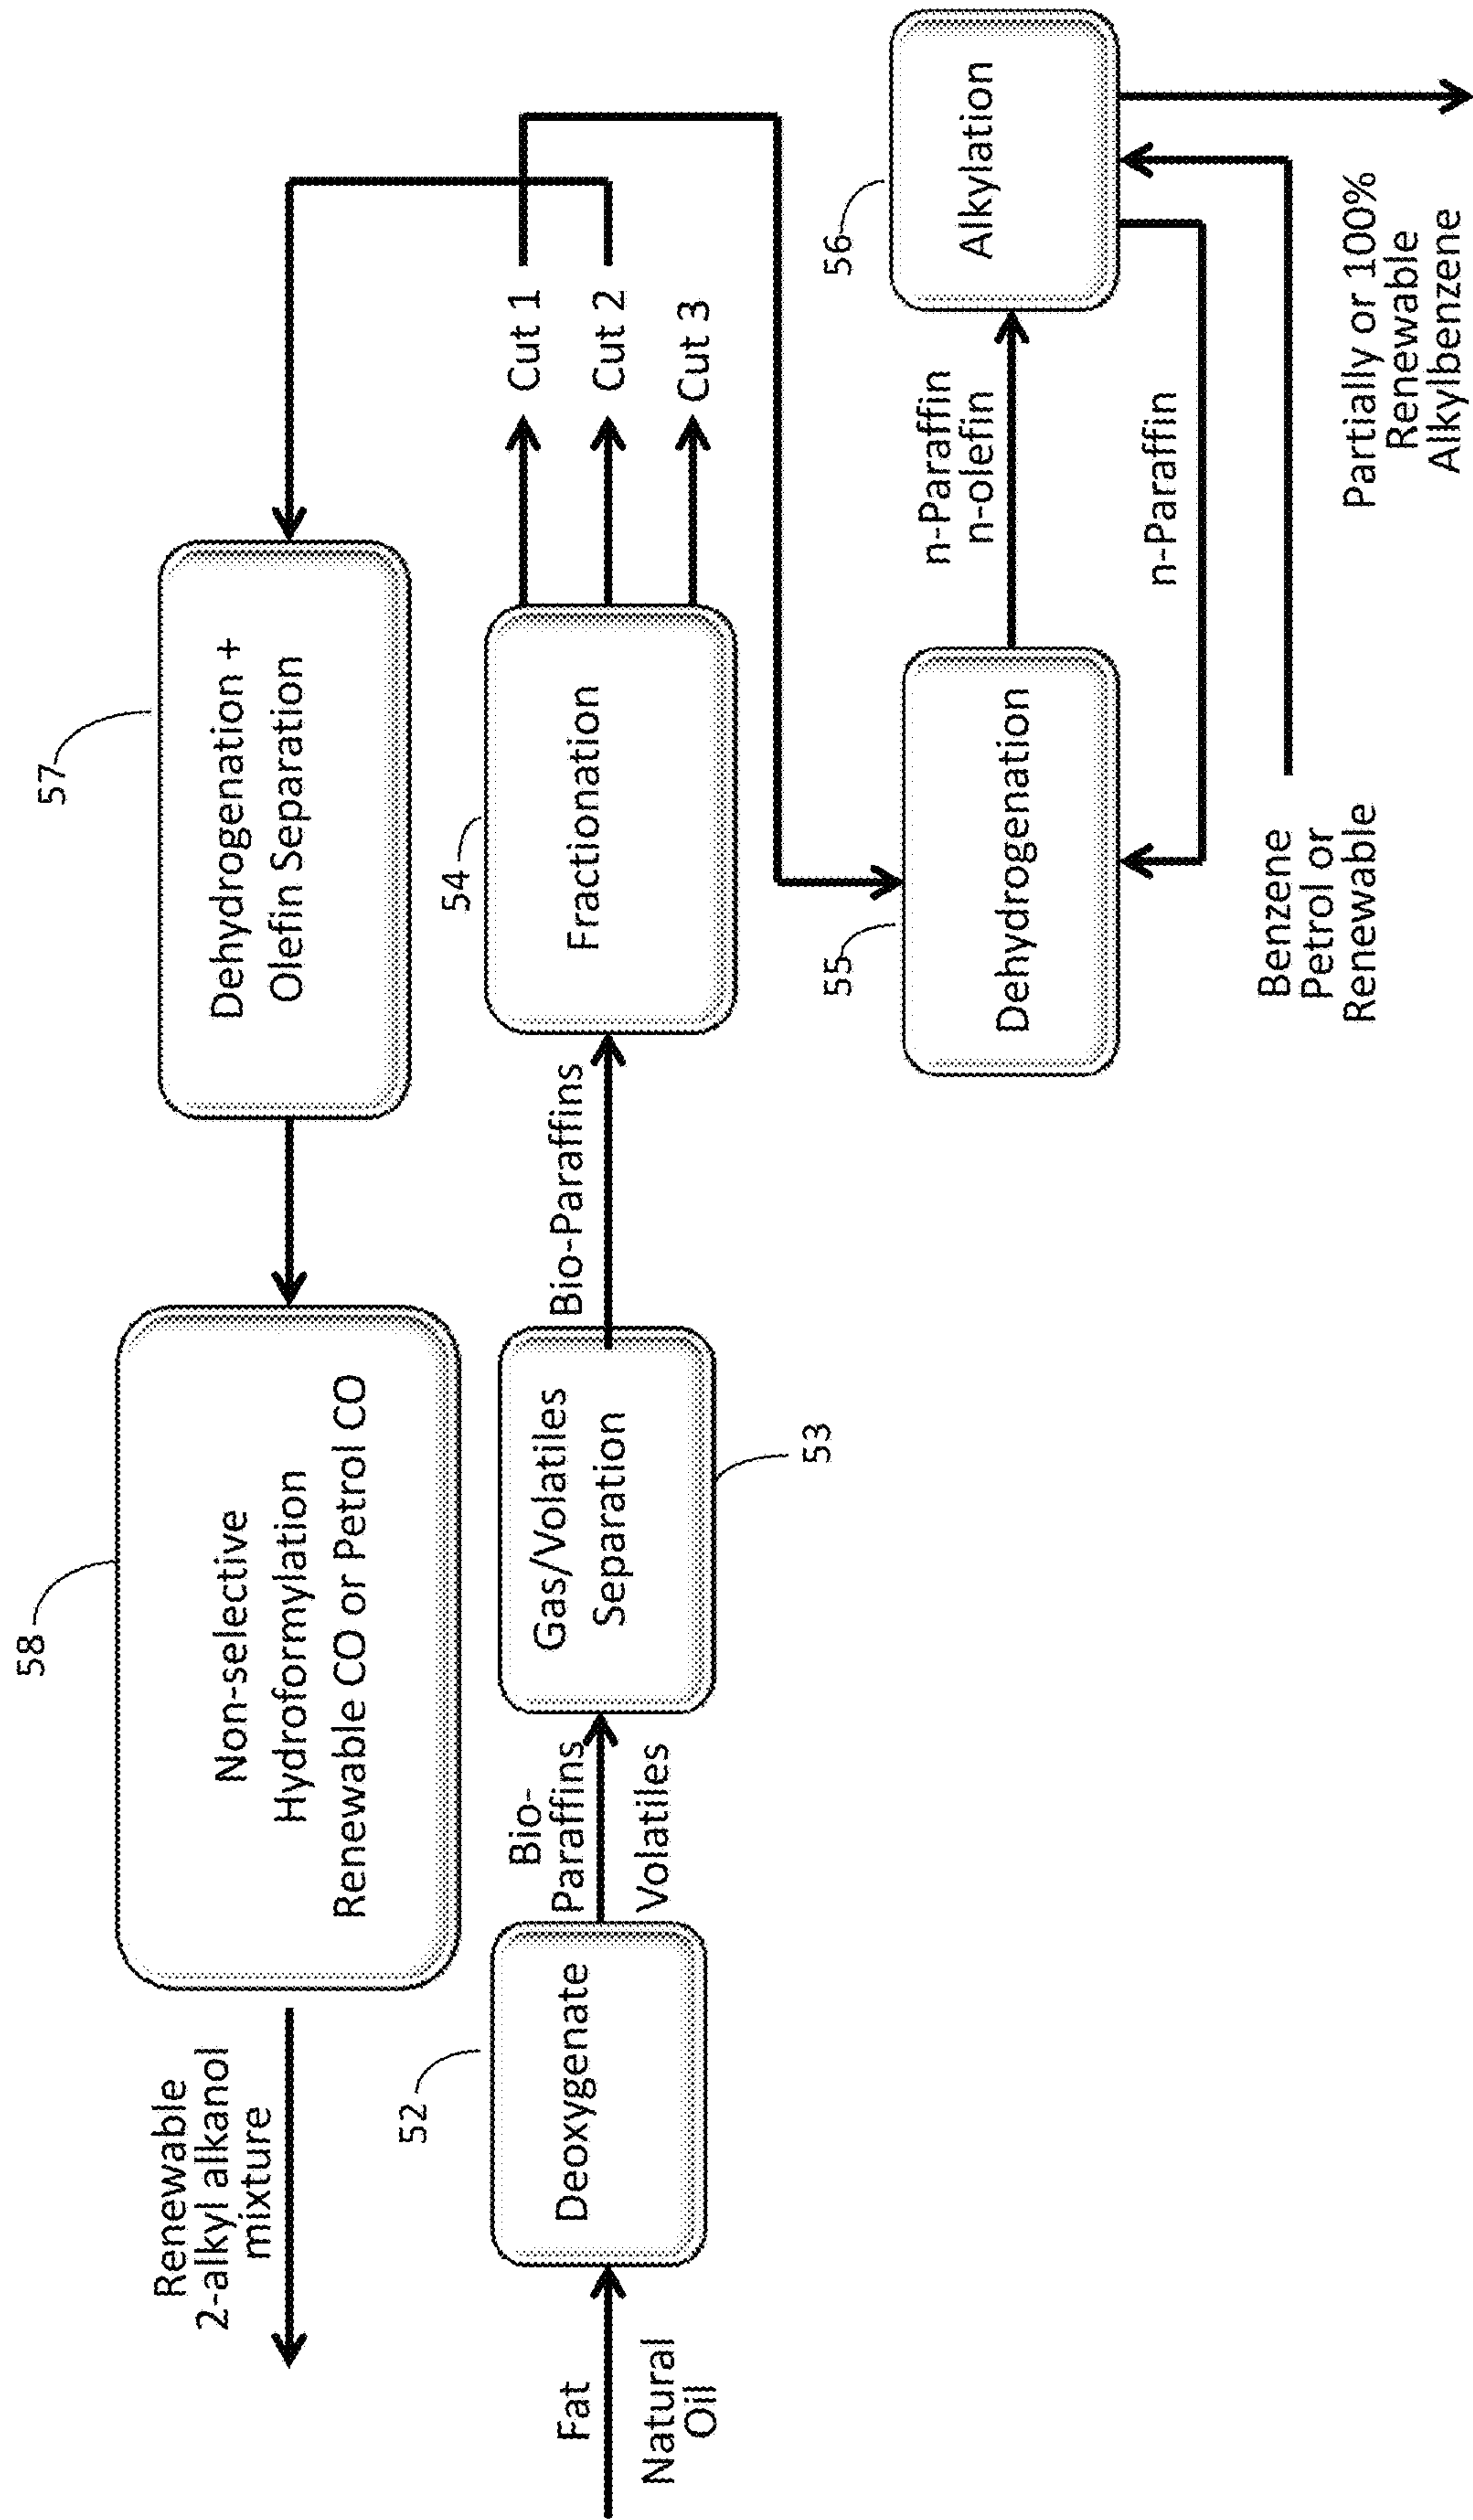 58
Non-selective
Hydroformylation
Renewable CO or Petrol CO
57
Dehydrogenation +
Olefin Separation
Renewable
2-alkyl alkanol
mixture
Fat
Natural
Oil
52
Deoxygenate
Bio-
Paraffins
Volatiles
Gas/Volatiles
Separation
53
Bio-Paraffins
54
Fractionation
Cut 1
Cut 2
Cut 3
55
Dehydrogenation
n-Paraffin
n-olefin
56
Alkylation
n-Paraffin
Benzene
Petrol or
Renewable
Partially or 100%
Renewable
Alkylbenzene